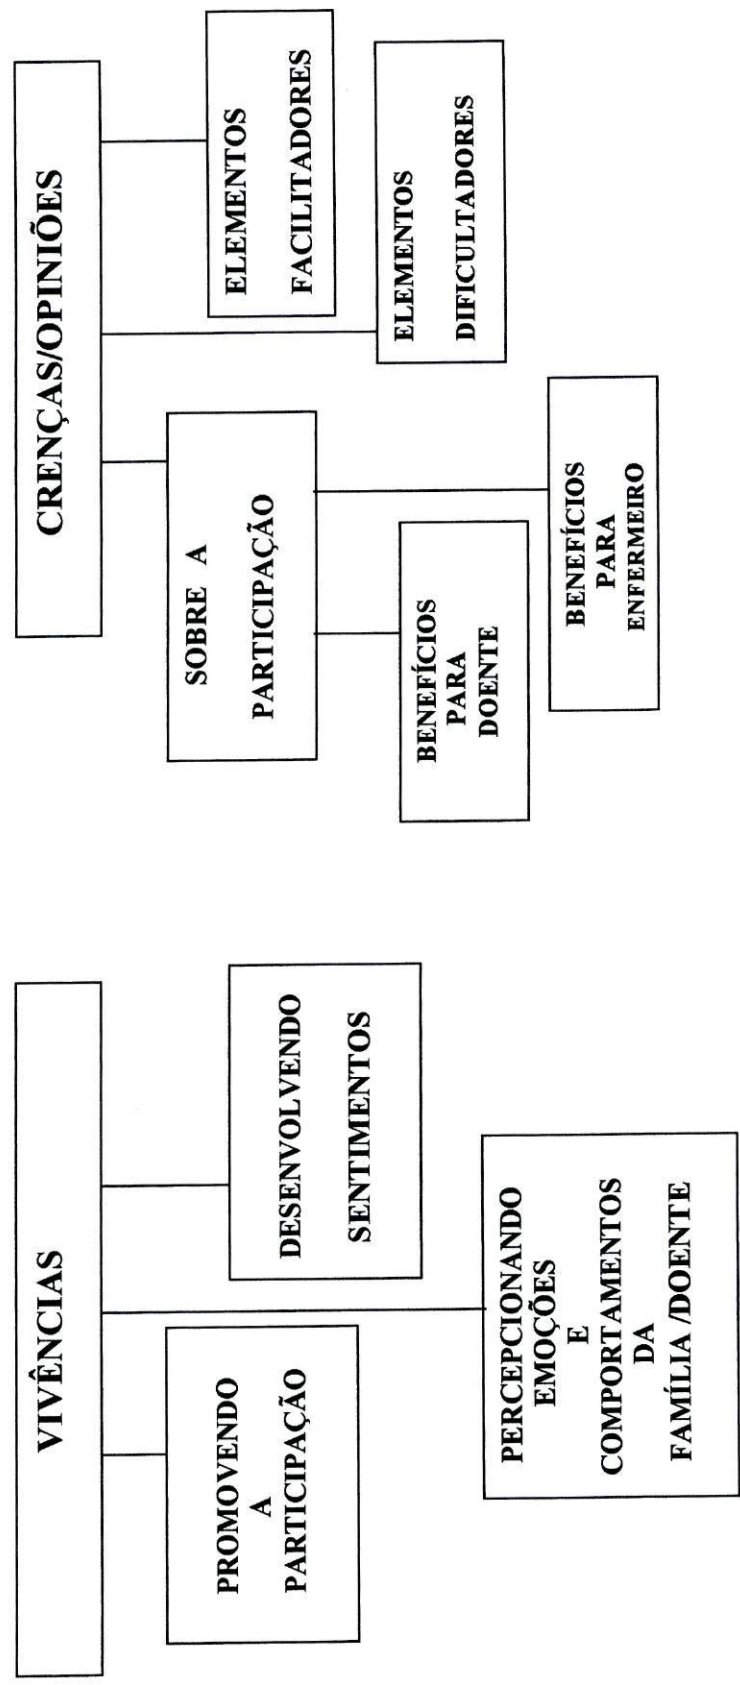 VIVÊNCIAS
PROMOVENDO
A
PARTICIPAÇÃO
DESENVOLVENDO
SENTIMENTOS
PERCEPCIONANDO
EMOÇÕES
E
COMPORTAMENTOS
DA
FAMÍLIA /DOENTE
CRENÇAS/OPINIÕES
SOBRE A
PARTICIPAÇÃO
BENEFÍCIOS
PARA
DOENTE
BENEFÍCIOS
PARA
ENFERMEIRO
ELEMENTOS
DIFICULTADORES
ELEMENTOS
FACILITADORES